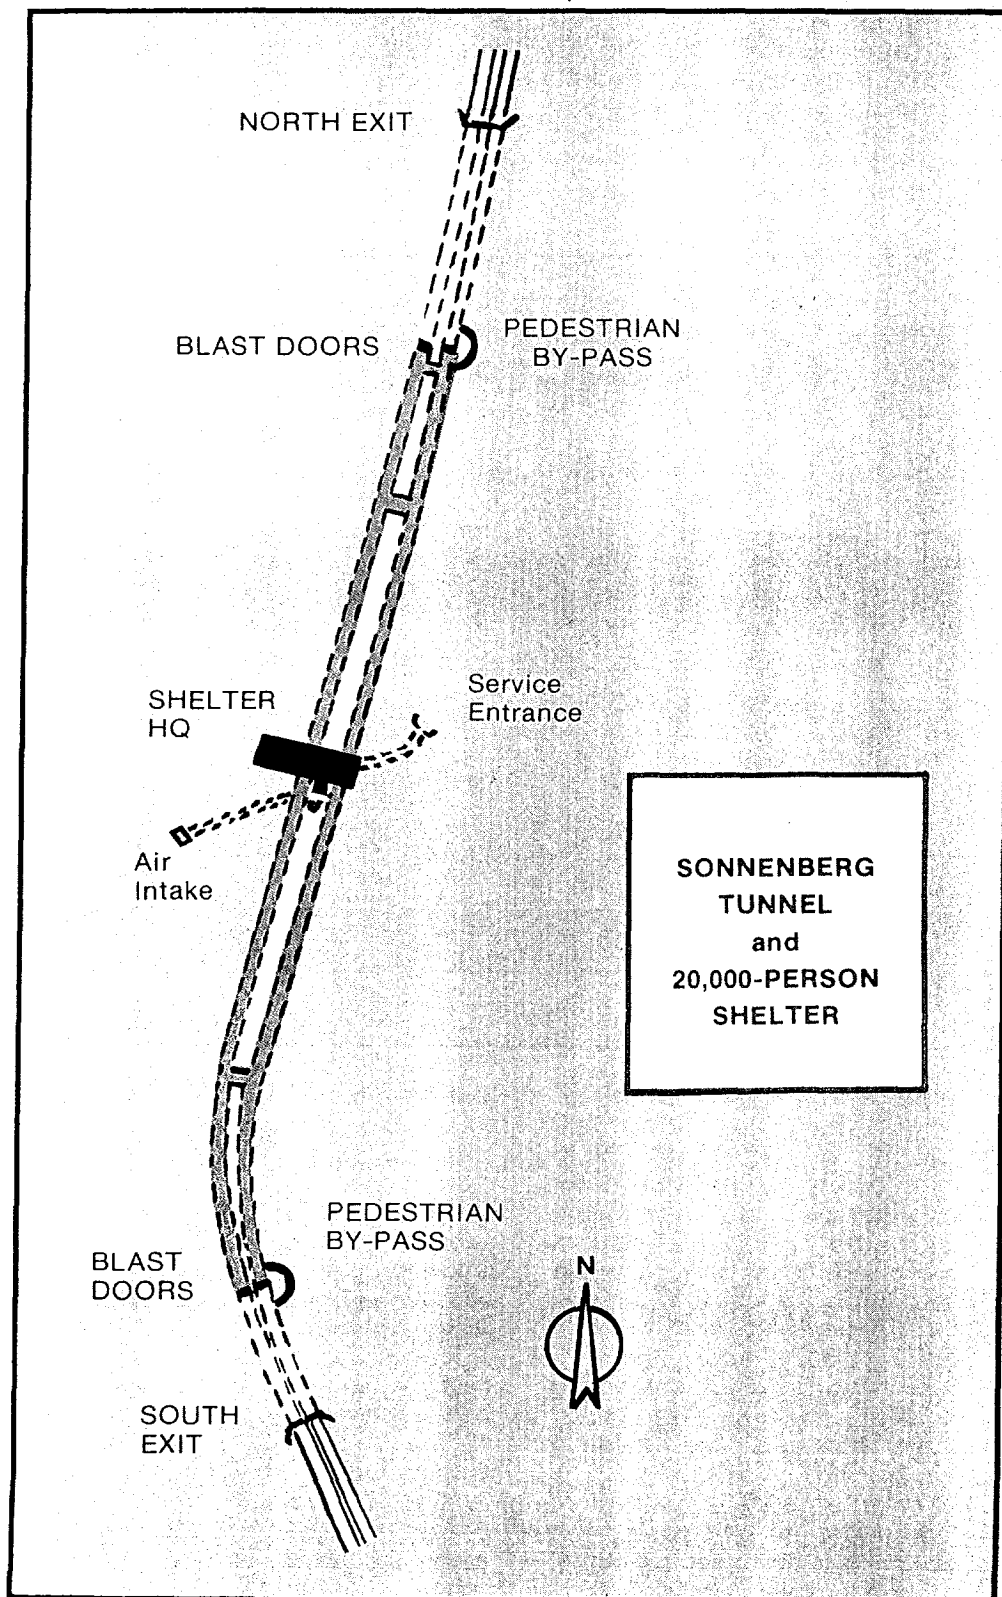 NORTH EXIT
BLAST DOORS
PEDESTRIAN
BY-PASS
SHELTER
HQ
Service
Entrance
Air
Intake
SONNENBERG
TUNNEL
and
20,000-PERSON
SHELTER
PEDESTRIAN
BY-PASS
BLAST
DOORS
N
SOUTH
EXIT